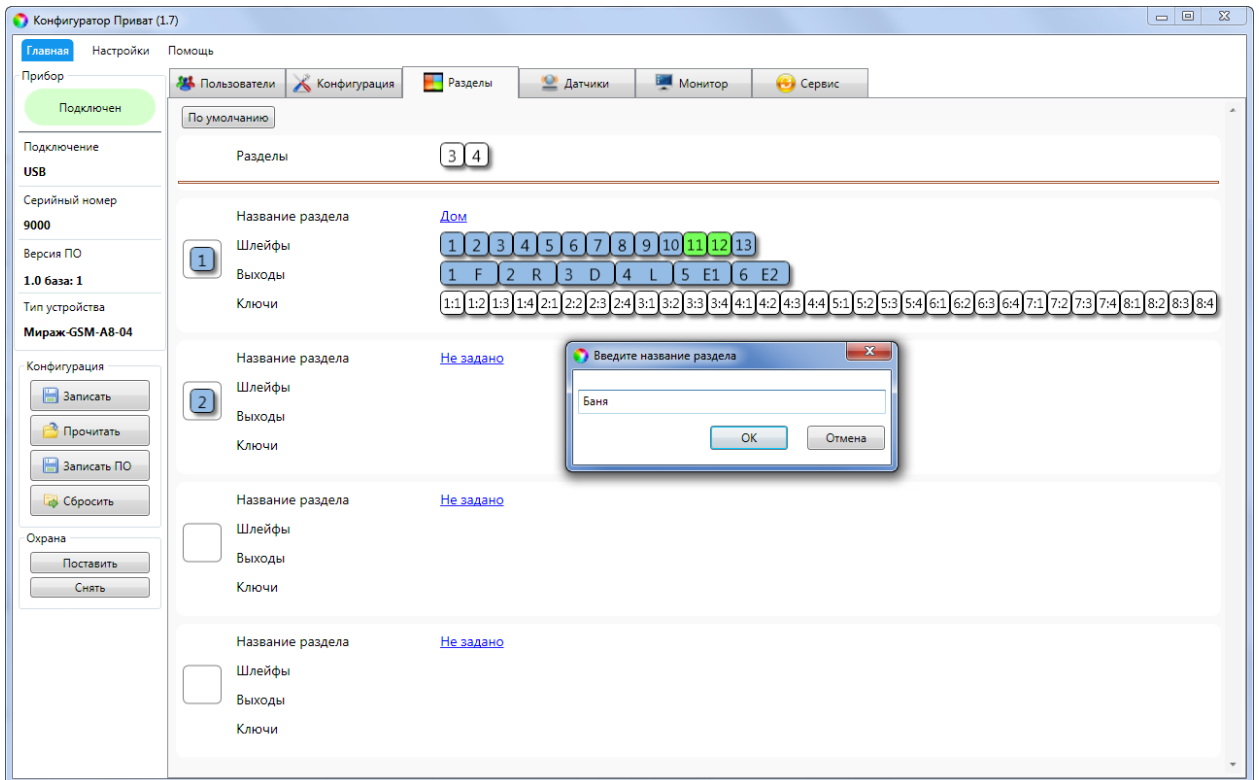 Конфигуратор Приват (1.7)
Главная Настройки Помощь
Прибор
Подключен
Подключение
USB
Серийный номер
9000
Версия ПО
1.0 база: 1
Тип устройства
Мираж-GSM-A8-04
Конфигурация
Записать
Прочитать
Записать ПО
Сбросить
Охрана
Поставить
Снять
Пользователи Конфигурация Разделы Датчики Монитор Сервис
По умолчанию
Разделы 3 4
Название раздела Дом
1
Шлейфы 1 2 3 4 5 6 7 8 9 10 11 12 13
Выходы 1 F 2 R 3 D 4 L 5 E1 6 E2
Ключи 1:1 1:2 1:3 1:4 2:1 2:2 2:3 2:4 3:1 3:2 3:3 3:4 4:1 4:2 4:3 4:4 5:1 5:2 5:3 5:4 6:1 6:2 6:3 6:4 7:1 7:2 7:3 7:4 8:1 8:2 8:3 8:4
Название раздела Не задано
2
Шлейфы
Выходы
Ключи
Введите название раздела
Баня
OK Отмена
Название раздела Не задано
Шлейфы
Выходы
Ключи
Название раздела Не задано
Шлейфы
Выходы
Ключи